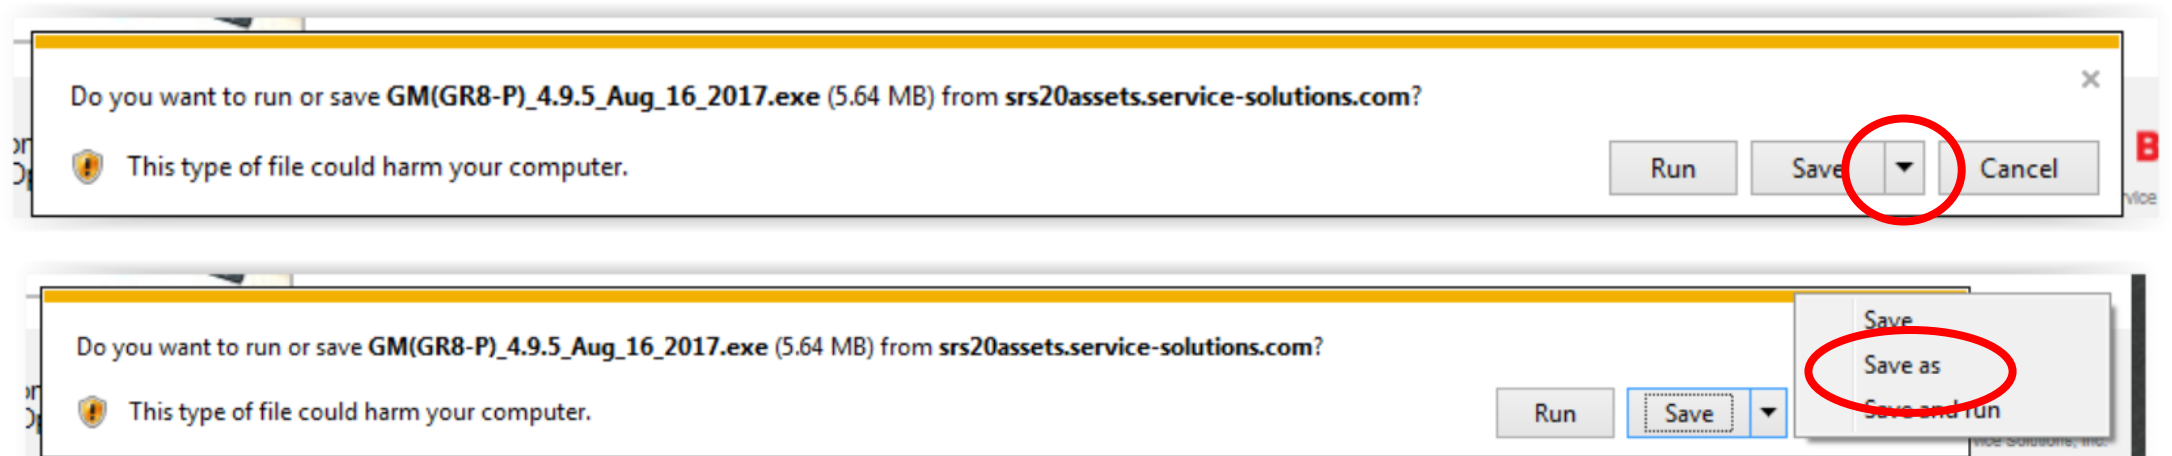 Do you want to run or save GM(GR8-P)_4.9.5_Aug_16_2017.exe (5.64 MB) from srs20assets.service-solutions.com?
This type of file could harm your computer.
Run Save Cancel
Do you want to run or save GM(GR8-P)_4.9.5_Aug_16_2017.exe (5.64 MB) from srs20assets.service-solutions.com?
Save
Save as
Save and run
This type of file could harm your computer.
Run Save